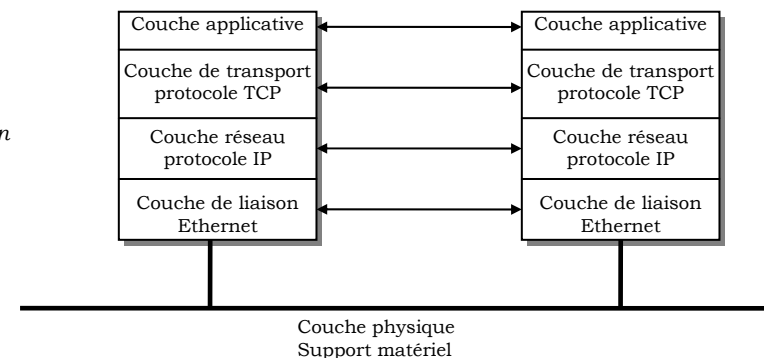 Couche applicative
Couche de transport
protocole TCP
Couche réseau
protocole IP
Couche de liaison
Ethernet
Couche applicative
Couche de transport
protocole TCP
Couche réseau
protocole IP
Couche de liaison
Ethernet
n
Couche physique
Support matériel